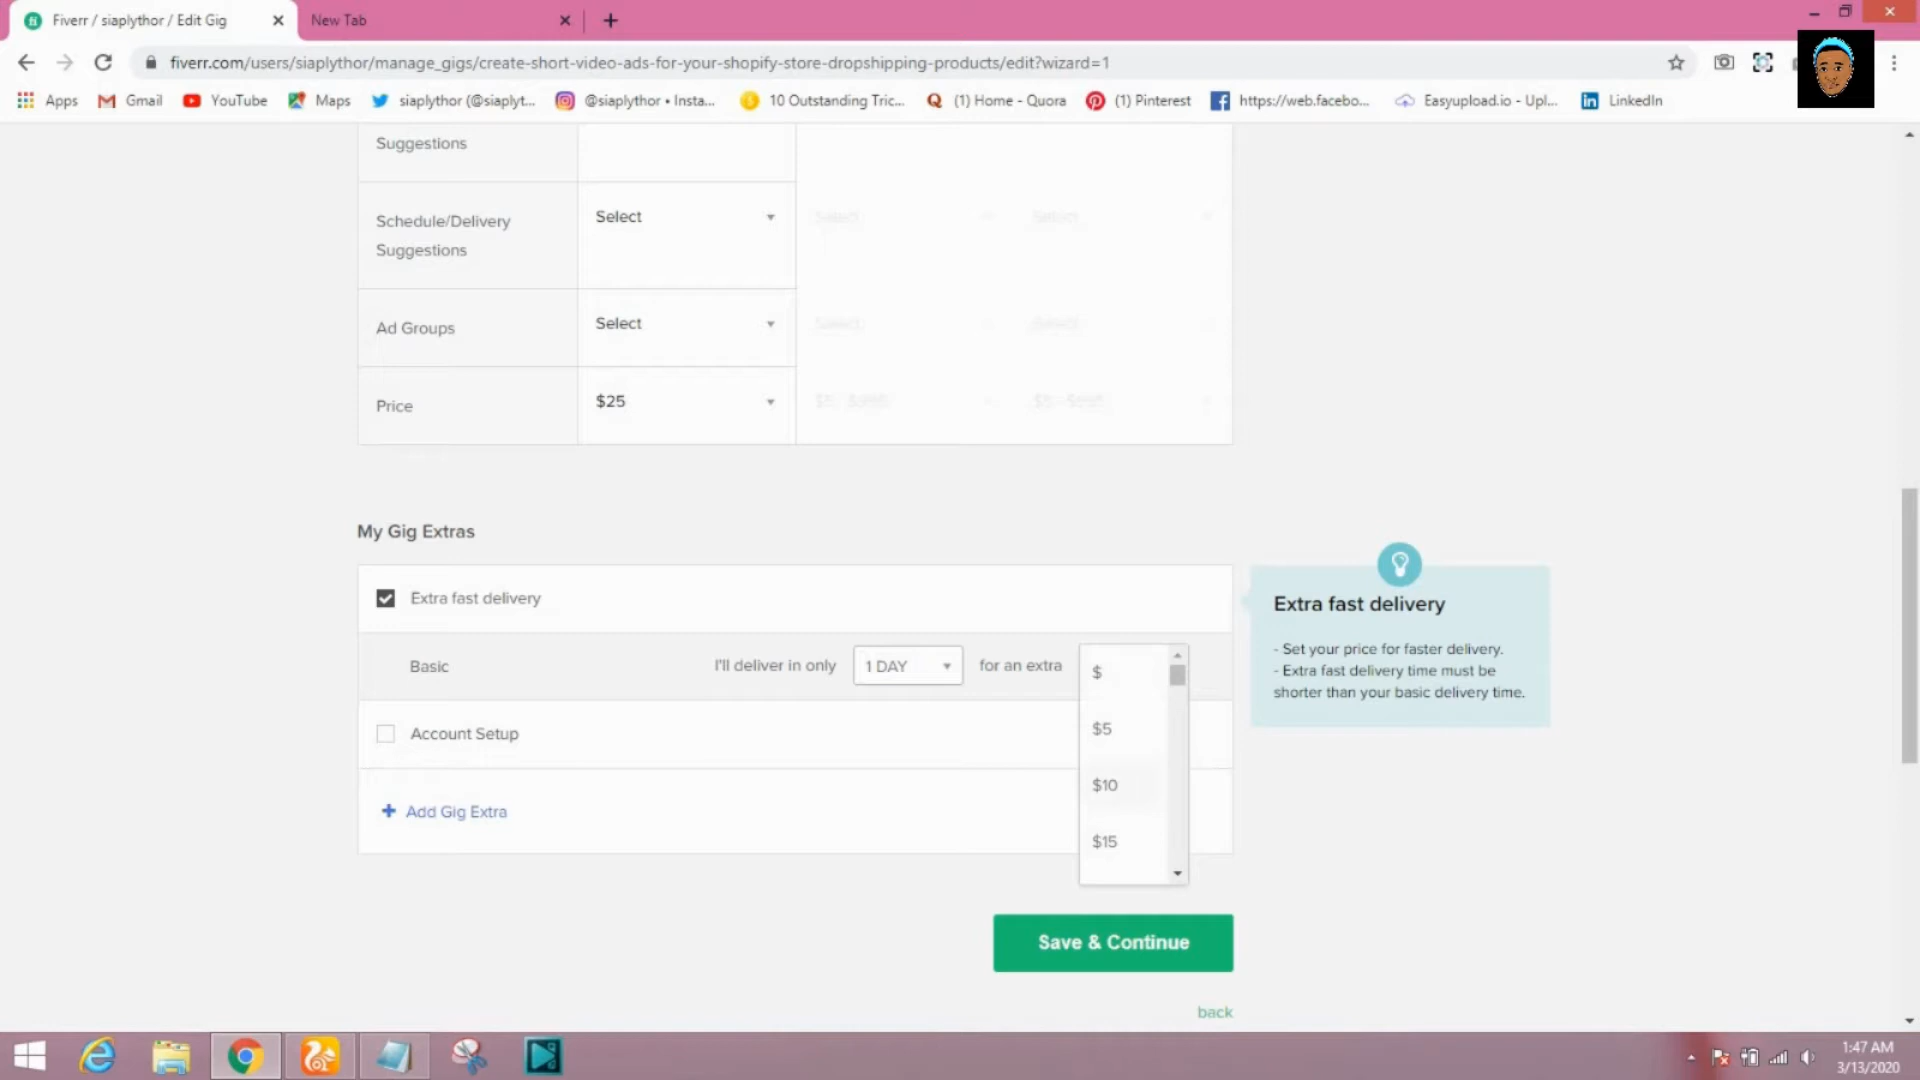 Fiverr / siaplythor / Edit Gig
New Tab
fiverr.com/users/siaplythor/manage_gigs/create-short-video-ads-for-your-shopify-store-dropshipping-products/edit?wizard=1
Apps
Gmail
YouTube
Maps
siaplythor (@siaplyt...
@siaplythor • Insta...
10 Outstanding Tric...
(1) Home - Quora
(1) Pinterest
https://web.facebo...
Easyupload.io - Upl...
LinkedIn
Suggestions
Schedule/Delivery
Suggestions
Select
Select
Select
Ad Groups
Select
Select
Select
Price
$25
My Gig Extras
Extra fast delivery
Basic
I'll deliver in only
1 DAY
for an extra
$
$5
$10
$15
Account Setup
+ Add Gig Extra
Extra fast delivery
- Set your price for faster delivery.
- Extra fast delivery time must be
shorter than your basic delivery time.
Save & Continue
back
1:47 AM
3/13/2020